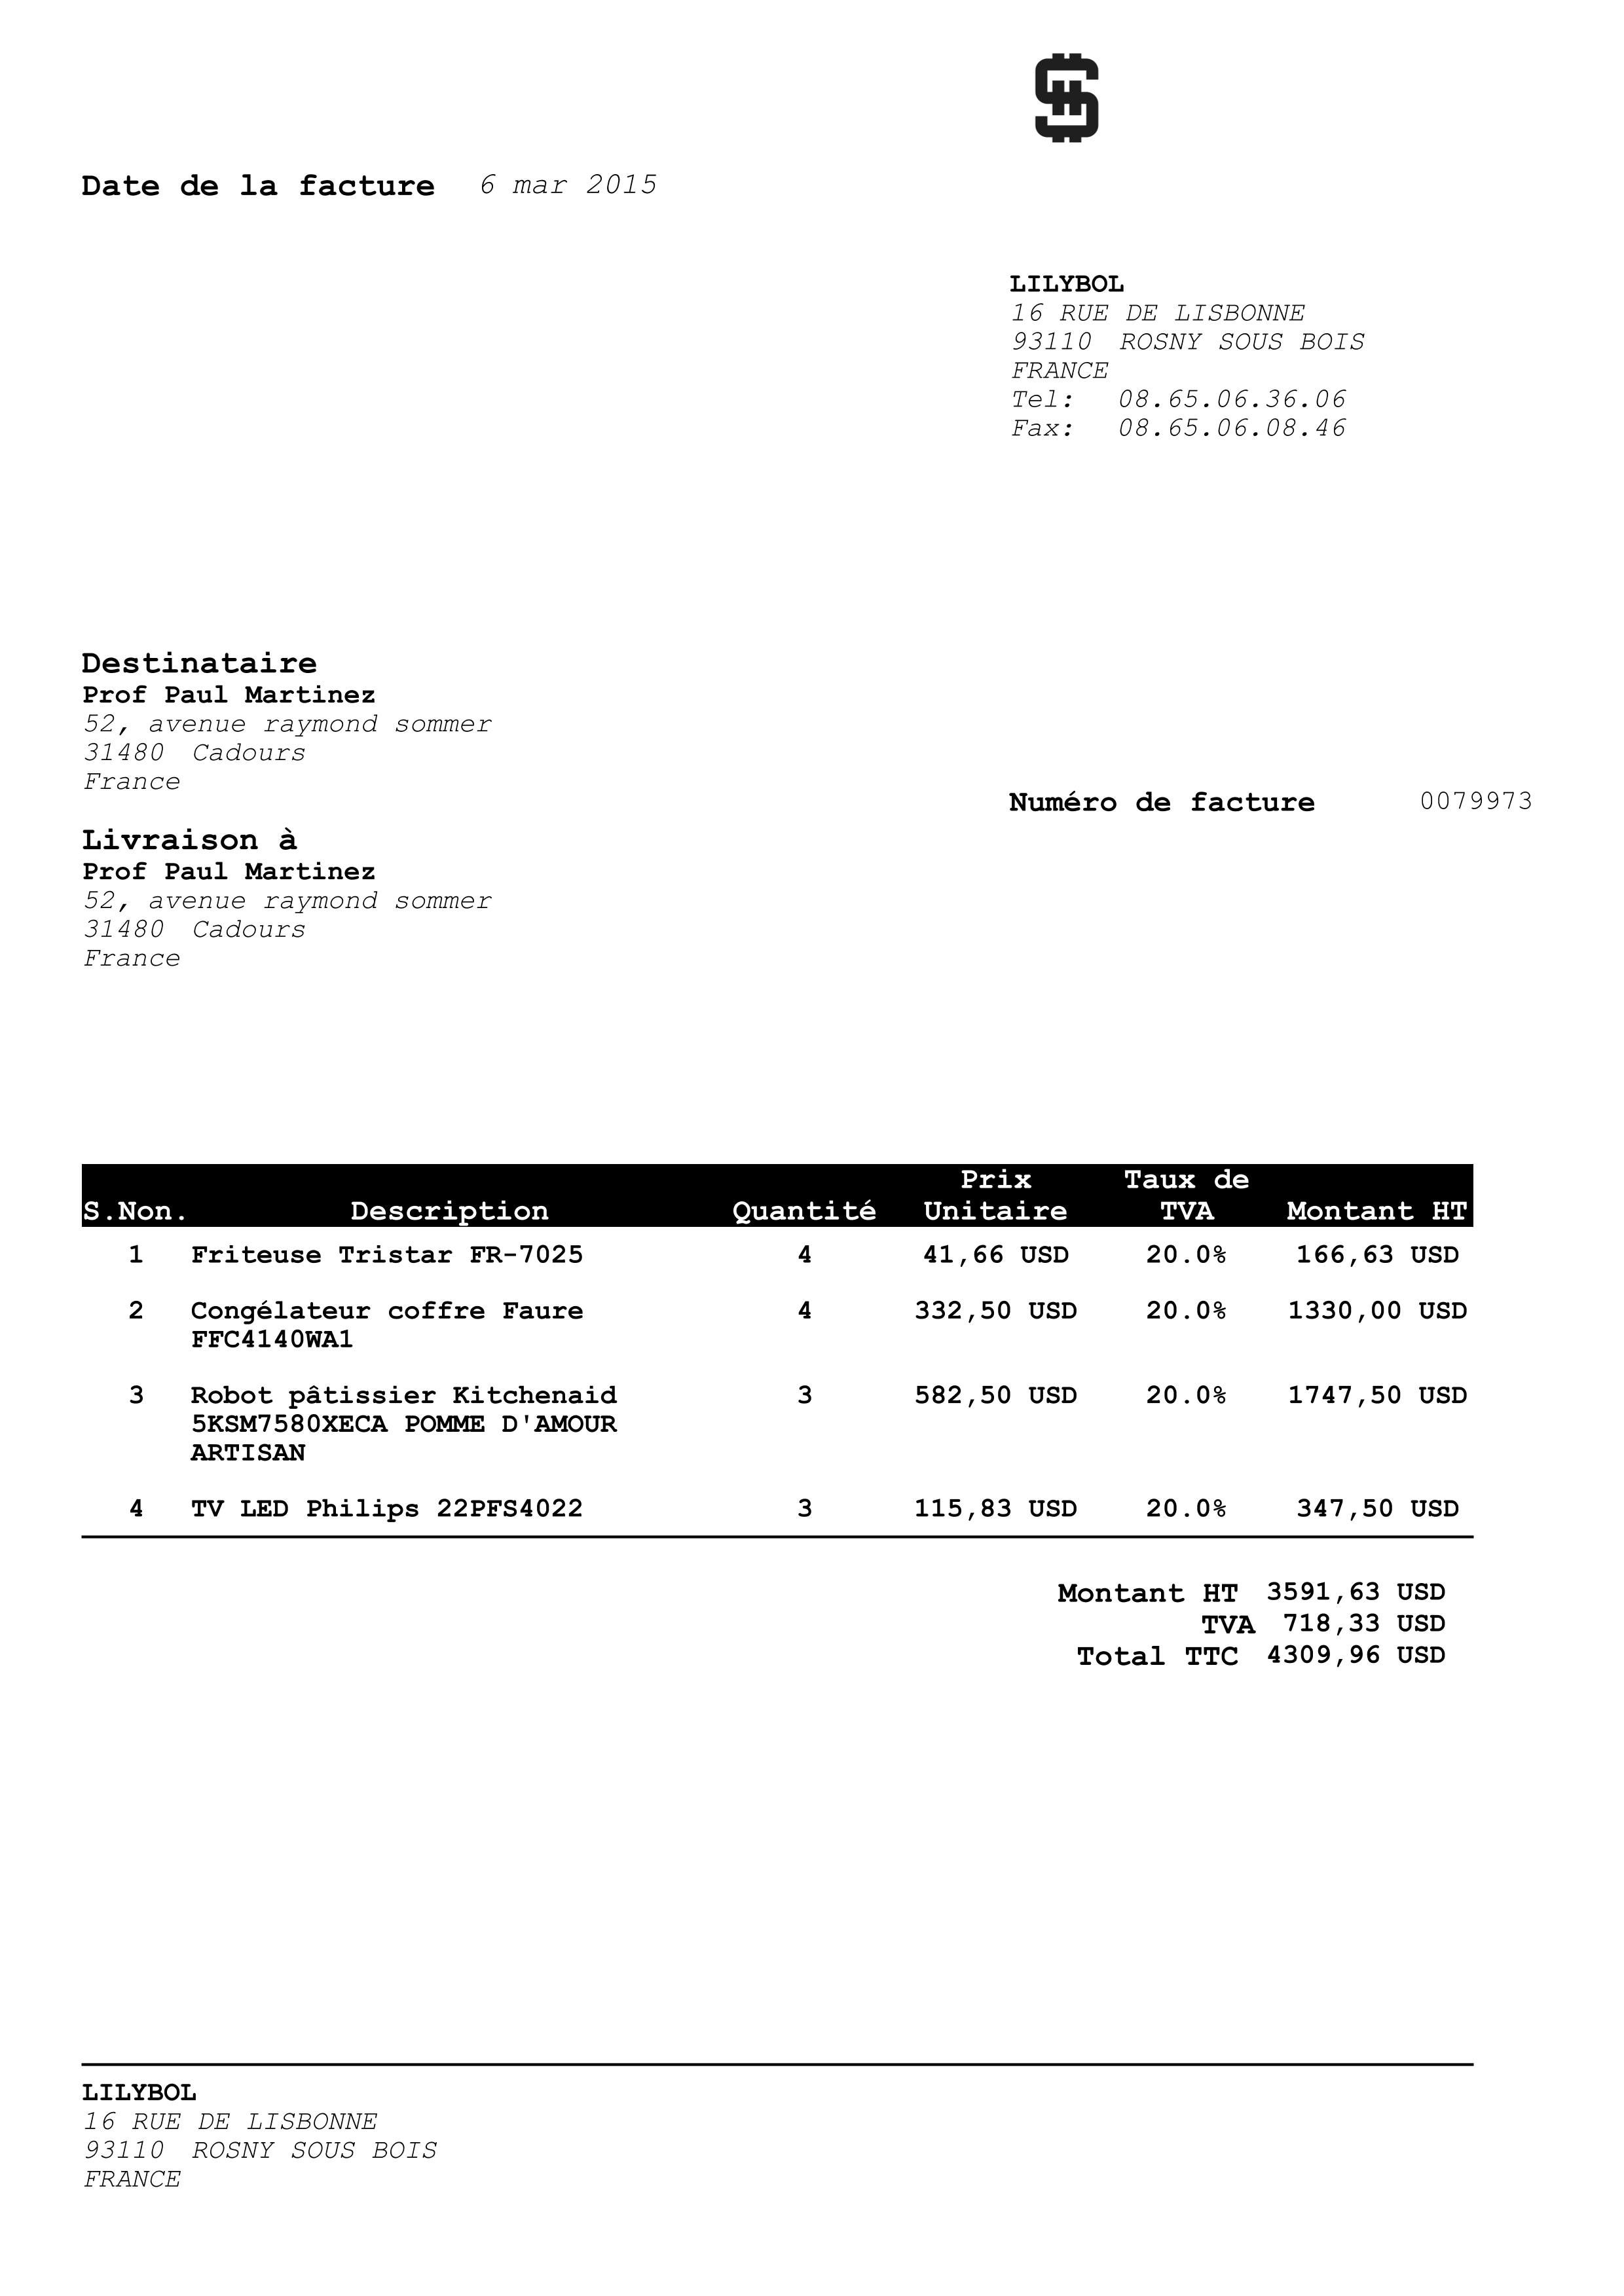 Date de la facture 6 mar 2015
LILYBOL
16 RUE DE LISBONNE
93110 ROSNY SOUS BOIS
FRANCE
Tel: 08.65.06.36.06
Fax: 08.65.06.08.46
Destinataire
Prof Paul Martinez
52, avenue raymond sommer
31480 Cadours
France
Numéro de facture 0079973
Livraison à
Prof Paul Martinez
52, avenue raymond sommer
31480 Cadours
France
Prix Taux de
S.Non. Description Quantité Unitaire TVA Montant HT
1 Friteuse Tristar FR-7025 4 41,66 USD 20.0% 166,63 USD
2 Congélateur coffre Faure 4 332,50 USD 20.0% 1330,00 USD
FFC4140WA1
3 Robot pâtissier Kitchenaid 3 582,50 USD 20.0% 1747,50 USD
5KSM7580XECA POMME D'AMOUR
ARTISAN
4 TV LED Philips 22PFS4022 3 115,83 USD 20.0% 347,50 USD
Montant HT 3591,63 USD
TVA 718,33 USD
Total TTC 4309,96 USD
LILYBOL
16 RUE DE LISBONNE
93110 ROSNY SOUS BOIS
FRANCE